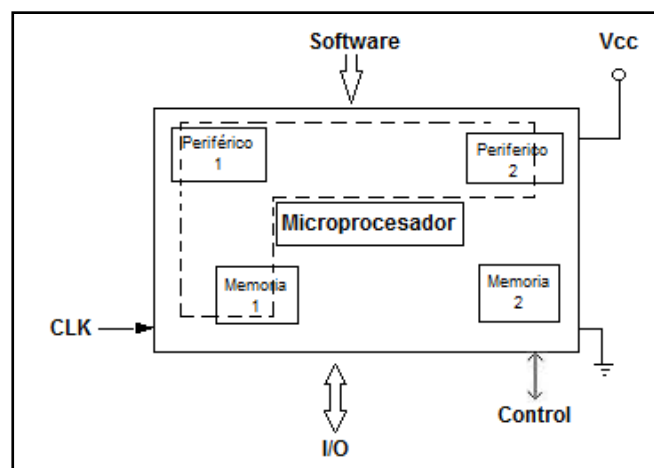 Software
Vcc
Periférico
1
Periferico
2
Microprocesador
Memoria
1
Memoria
2
CLK
Control
I/O